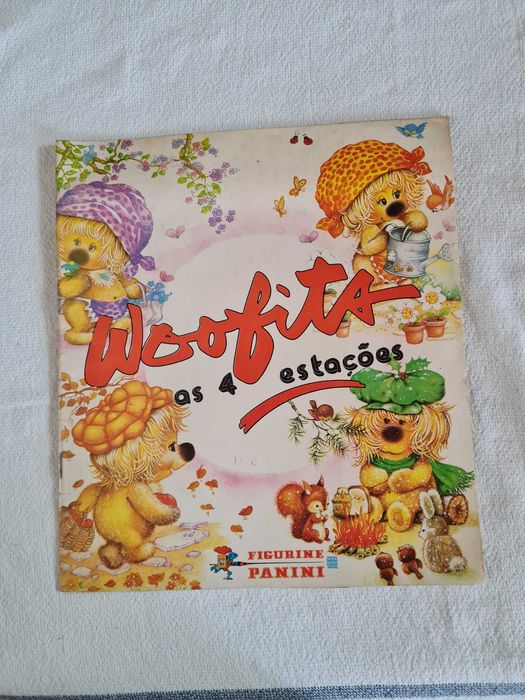 Woofits
as 4 estações
FIGURINE
PANINI